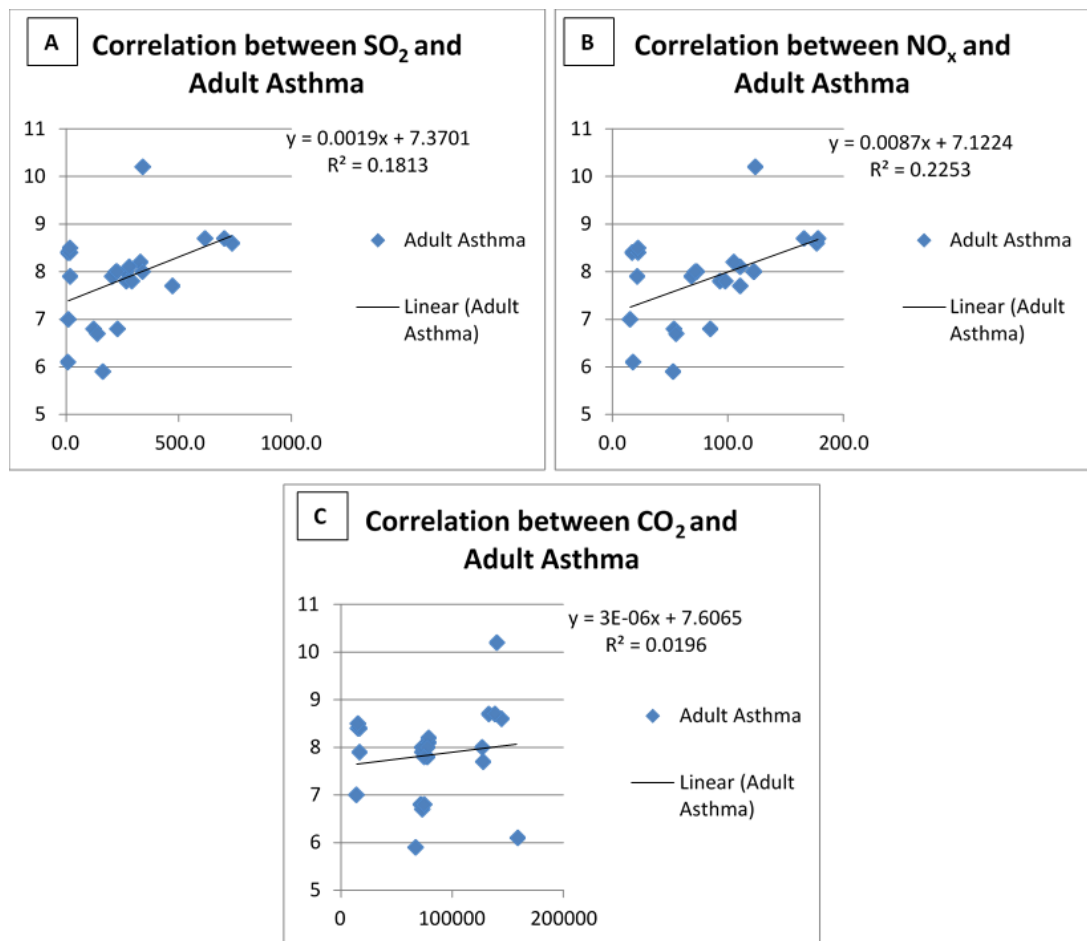 A
Correlation between SO₂ and
Adult Asthma
y = 0.0019x + 7.3701
R² = 0.1813
11
10
9
8
7
6
5
0.0 500.0 1000.0
Adult Asthma
Linear (Adult
Asthma)
B
Correlation between NOₓ and
Adult Asthma
y = 0.0087x + 7.1224
R² = 0.2253
11
10
9
8
7
6
5
0.0 100.0 200.0
Adult Asthma
Linear (Adult
Asthma)
C
Correlation between CO₂ and
Adult Asthma
y = 3E-06x + 7.6065
R² = 0.0196
11
10
9
8
7
6
5
0 100000 200000
Adult Asthma
Linear (Adult
Asthma)